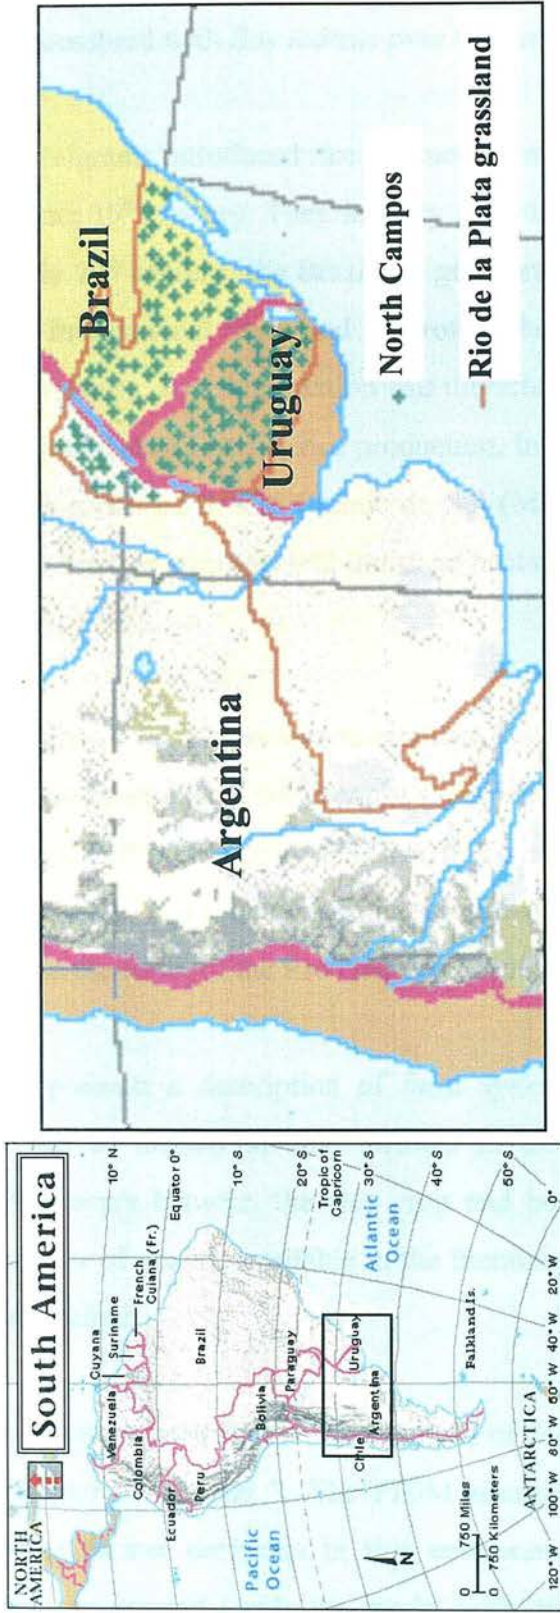 NORTH
AMERICA
South America
10° N
Guyana
Suriname
French
Guiana (Fr.)
Venezuela
Colombia
Equator 0°
Ecuador
Peru
Brazil
10° S
Bolivia
Pacific
Ocean
20° S
Paraguay
Tropic of
Capricorn
Chile
Argentina
Uruguay
30° S
Atlantic
Ocean
40° S
N
0 750 Miles
0 750 Kilometers
Falkland Is.
50° S
ANTARCTICA
120° W
100° W
80° W
60° W
40° W
20° W
0°
Brazil
Argentina
Uruguay
North Campos
Rio de la Plata grassland